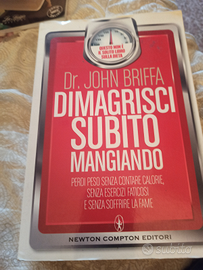 QUESTO NON È
IL SOLITO LIBRO
SULLA DIETA
Dr. JOHN BRIFFA
DIMAGRISCI
SUBITO
MANGIANDO
PERDI PESO SENZA CONTARE CALORIE,
SENZA ESERCIZI FATICOSI
E SENZA SOFFRIRE LA FAME
NEWTON COMPTON EDITORI